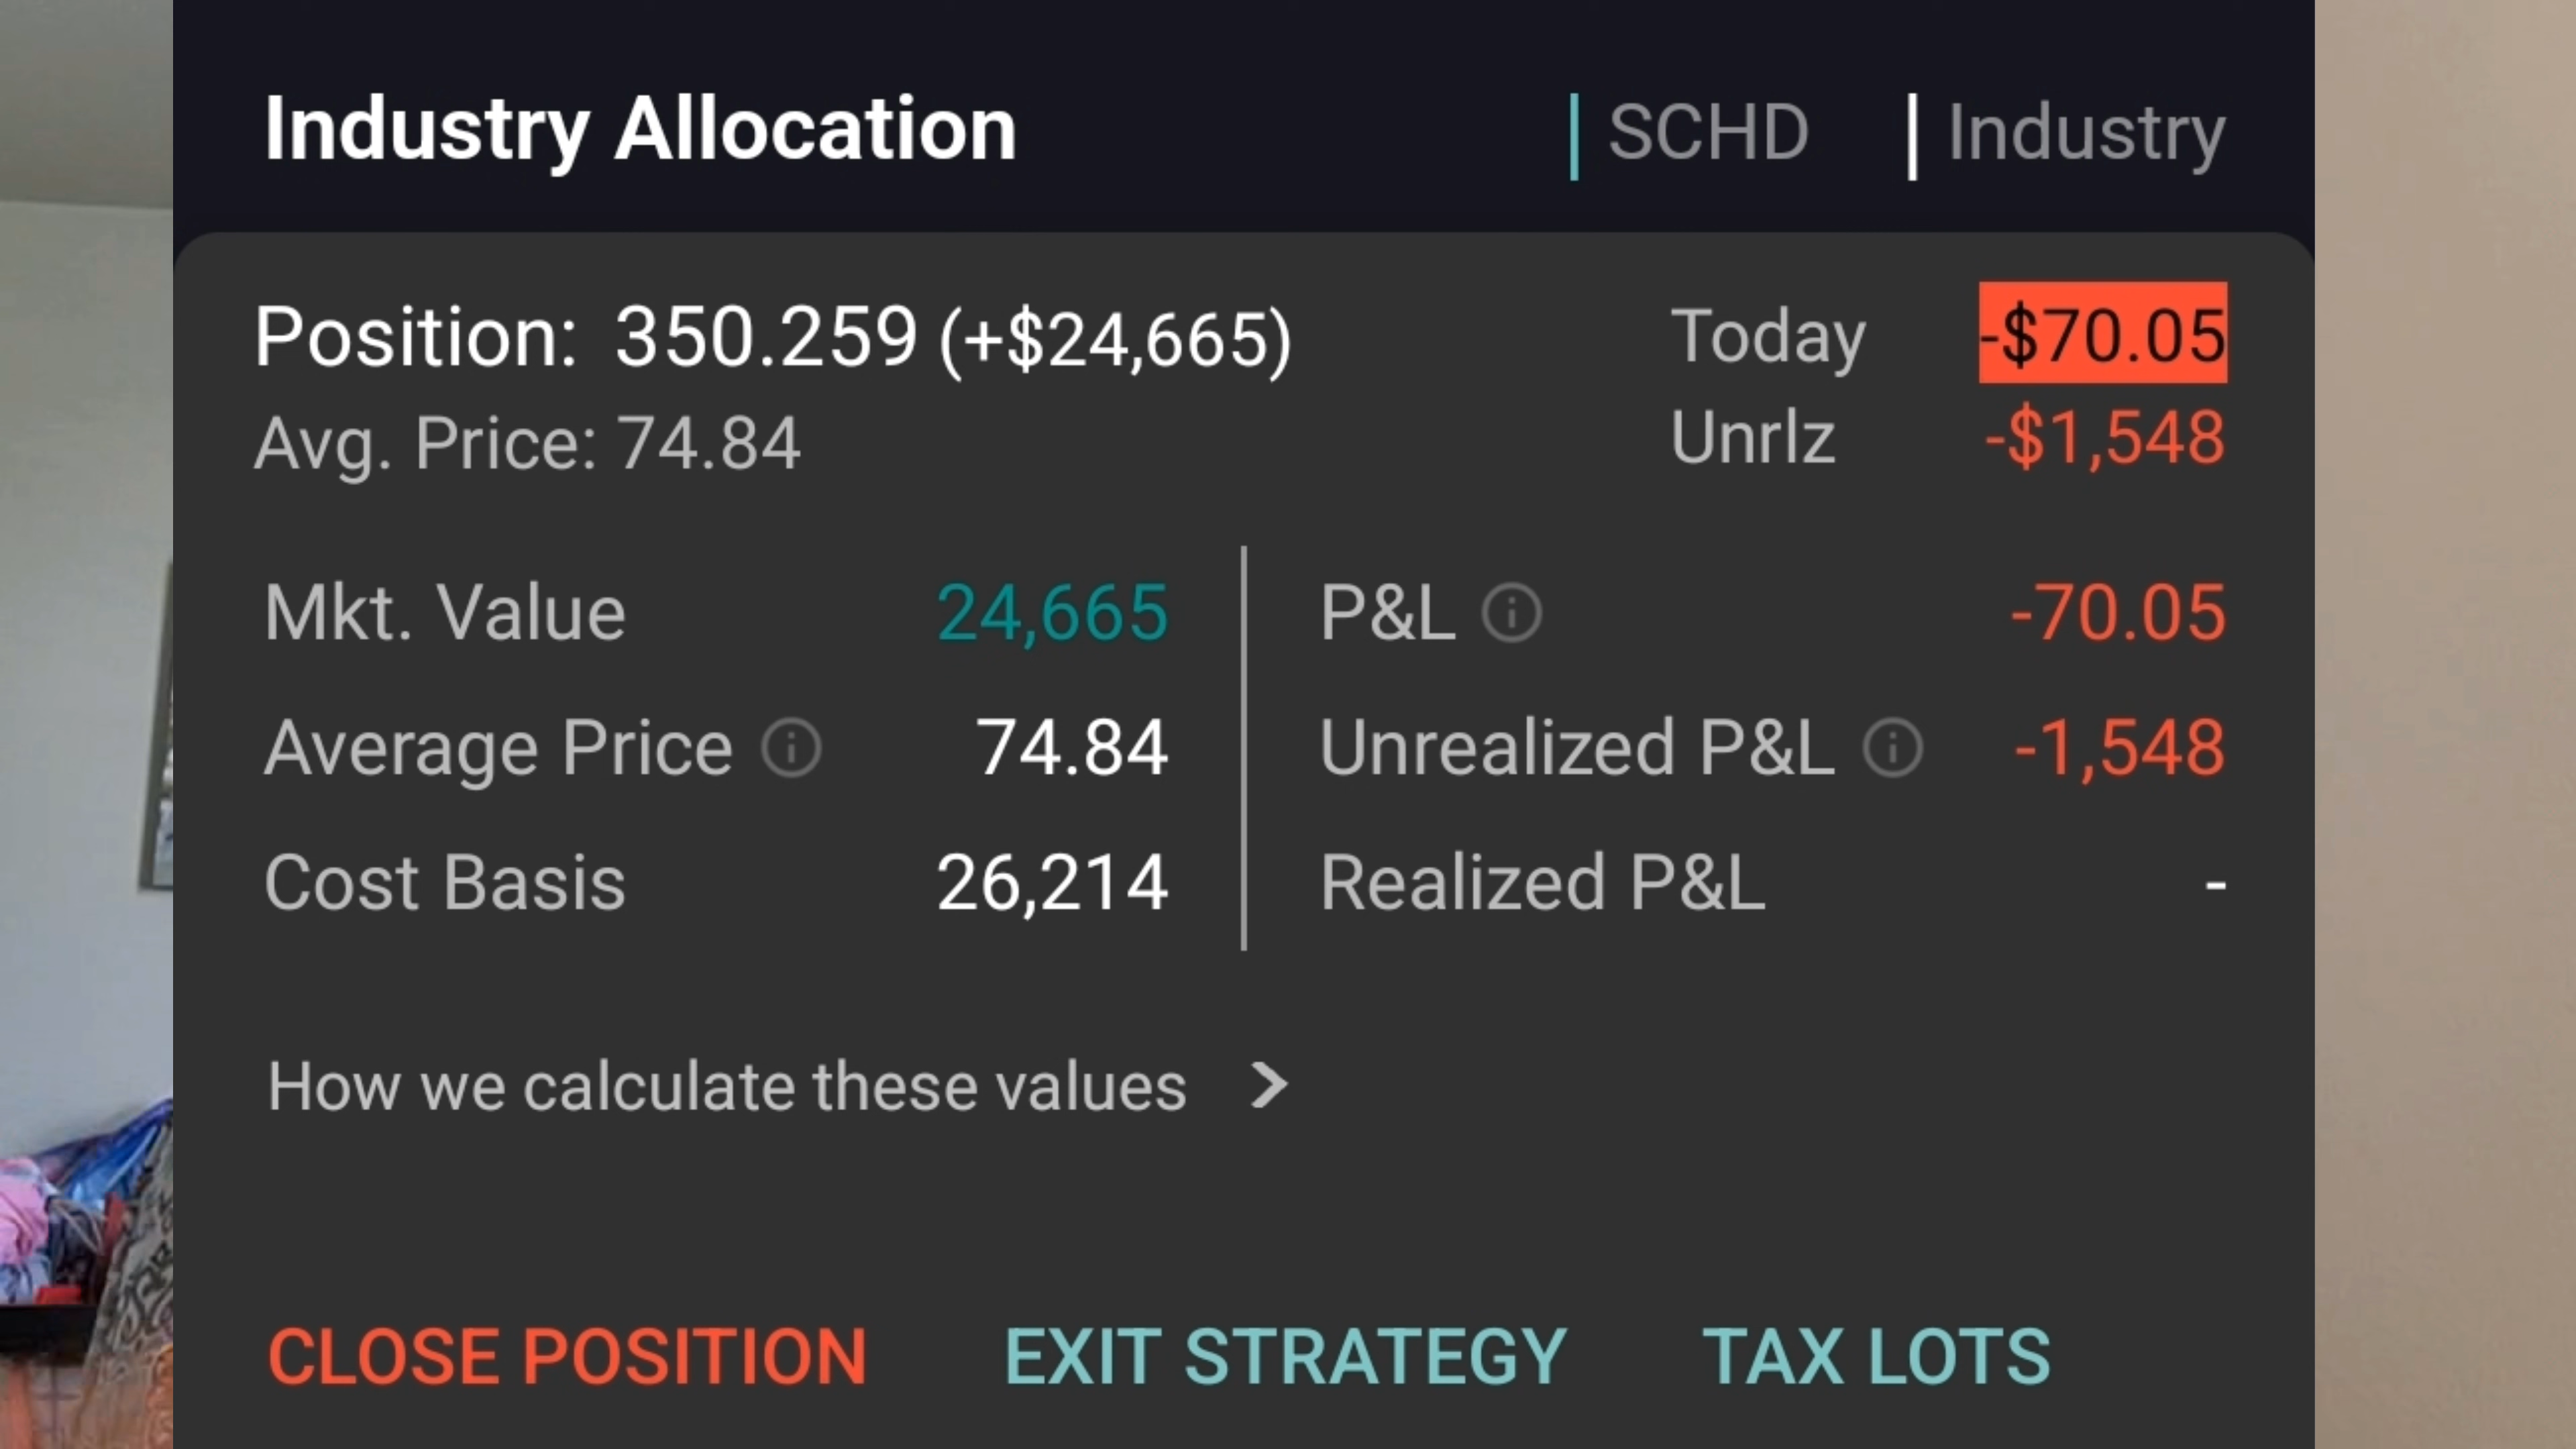 Industry Allocation SCHD Industry
Position: 350.259 (+$24,665) Today -$70.05
Avg. Price: 74.84 Unrlz -$1,548
Mkt. Value 24,665 P&L -70.05
Average Price 74.84 Unrealized P&L -1,548
Cost Basis 26,214 Realized P&L -
How we calculate these values >
CLOSE POSITION EXIT STRATEGY TAX LOTS